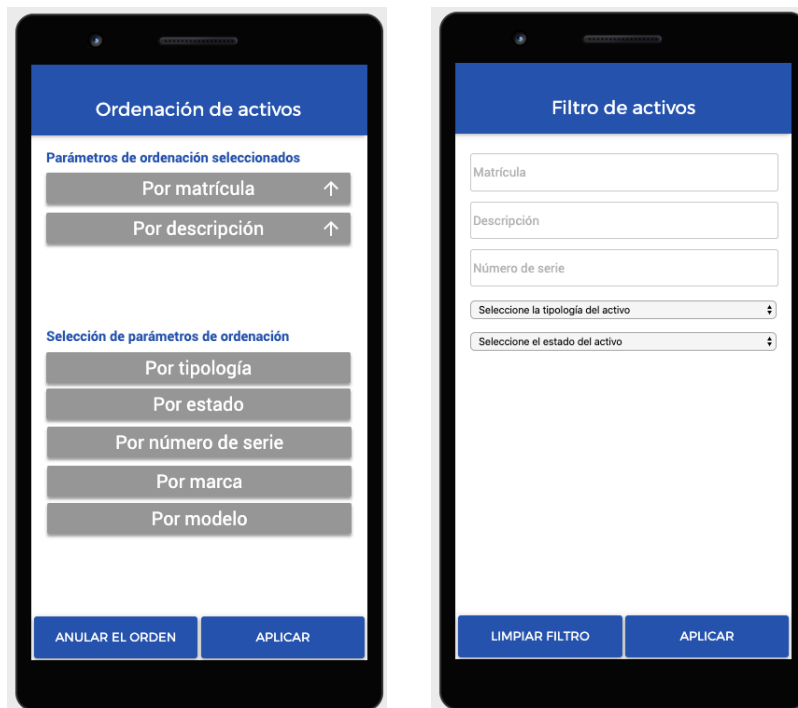 Ordenación de activos
Parámetros de ordenación seleccionados
Por matrícula
Por descripción
Selección de parámetros de ordenación
Por tipología
Por estado
Por número de serie
Por marca
Por modelo
ANULAR EL ORDEN
APLICAR
Filtro de activos
Matrícula
Descripción
Número de serie
Seleccione la tipología del activo
Seleccione el estado del activo
LIMPIAR FILTRO
APLICAR